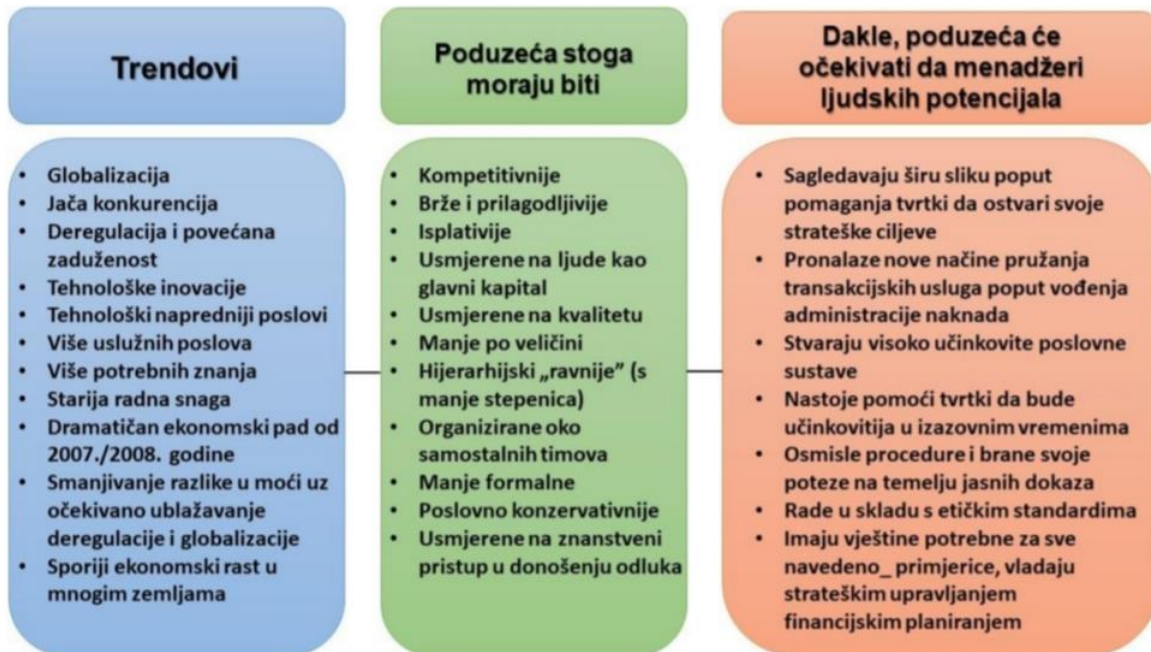 Trendovi
• Globalizacija
• Jača konkurencija
• Deregulacija i povećana
zaduženost
• Tehnološke inovacije
• Tehnološki napredniji poslovi
• Više uslužnih poslova
• Više potrebnih znanja
• Starija radna snaga
• Dramatičan ekonomski pad od
2007./2008. godine
• Smanjivanje razlike u moći uz
očekivano ublažavanje
deregulacije i globalizacije
• Sporiji ekonomski rast u
mnogim zemljama
Poduzeća stoga
moraju biti
• Kompetitivnije
• Brže i prilagodljivije
• Isplativije
• Usmjerene na ljude kao
glavni kapital
• Usmjerene na kvalitetu
• Manje po veličini
• Hijerarhijski „ravnije” (s
manje stepenica)
• Organizirane oko
samostalnih timova
• Manje formalne
• Poslovno konzervativnije
• Usmjerene na znanstveni
pristup u donošenju odluka
Dakle, poduzeća će
očekivati da menadžeri
ljudskih potencijala
• Sagledavaju širu sliku poput
pomaganja tvrtki da ostvari svoje
strateške ciljeve
• Pronalaze nove načine pružanja
transakcijskih usluga poput vođenja
administracije naknada
• Stvaraju visoko učinkovite poslovne
sustave
• Nastoje pomoći tvrtki da bude
učinkovitija u izazovnim vremenima
• Osmisle procedure i brane svoje
poteze na temelju jasnih dokaza
• Rade u skladu s etičkim standardima
• Imaju vještine potrebne za sve
navedeno_ primjerice, vladaju
strateškim upravljanjem
financijskim planiranjem